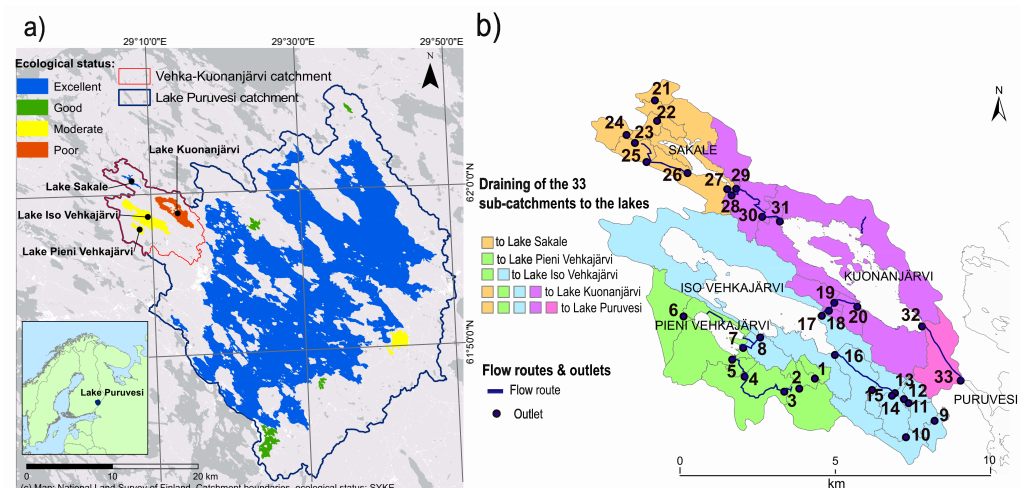 a)
29°10'0"E
29°30'0"E
29°50'0"E
Ecological status:
Excellent
Good
Moderate
Poor
Vehka-Kuonanjärvi catchment
Lake Puruvesi catchment
N
Lake Kuonanjärvi
Lake Sakale
Lake Iso Vehkajärvi
Lake Pieni Vehkajärvi
62°0'0"N
61°50'0"N
Lake Puruvesi
0
10
20 km
(c) Map: National Land Survey of Finland, Catchment boundaries, ecological status: SYKE
b)
N
Draining of the 33
sub-catchments to the lakes
to Lake Sakale
to Lake Pieni Vehkajärvi
to Lake Iso Vehkajärvi
to Lake Kuonanjärvi
to Lake Puruvesi
Flow routes & outlets
Flow route
Outlet
21
22
24
23
SAKALE
25
26
27
29
28
30
31
KUONANJÄRVI
ISO VEHKAJÄRVI
19
20
6
17
18
32
PIENI VEHKAJÄRVI
7
8
16
5
4
1
2
3
33
PURUVESI
13
15
12
14
11
9
10
0
5
10
km